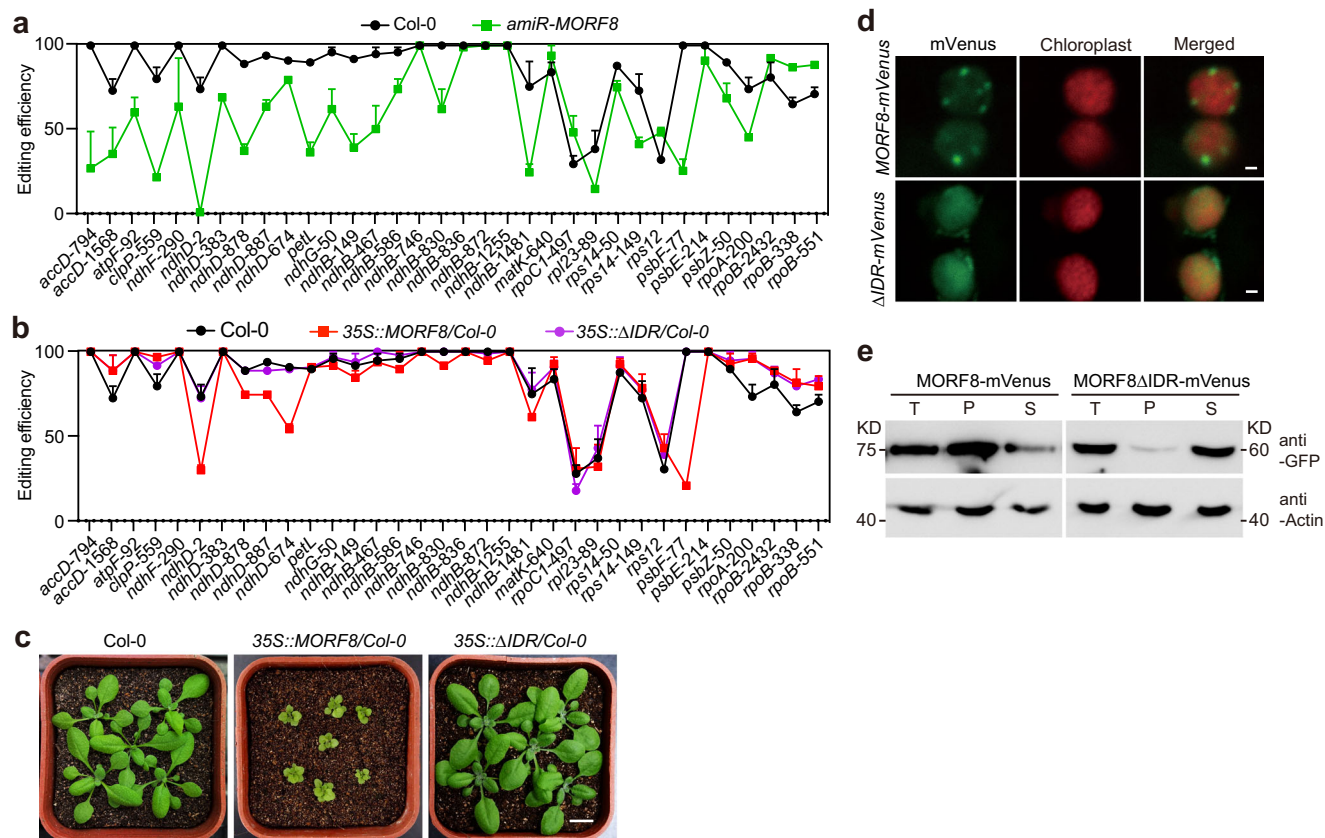 a
Col-0 amiR-MORF8
Editing efficiency
100
50
0
accD-794 accD-1568 atpF-92 clpP-559 ndhF-290 ndhD-2 ndhD-383 ndhD-878 ndhD-887 ndhD-674 petL ndhG-50 ndhB-149 ndhB-467 ndhB-586 ndhB-746 ndhB-830 ndhB-836 ndhB-872 ndhB-1255 ndhB-1481 matK-640 rpoC1-497 rpl23-89 rps14-50 rps14-149 rps12 psbF-77 psbE-214 psbZ-50 rpoA-200 rpoB-2432 rpoB-338 rpoB-551
b
Col-0 35S::MORF8/Col-0 35S::ΔIDR/Col-0
Editing efficiency
100
50
0
accD-794 accD-1568 atpF-92 clpP-559 ndhF-290 ndhD-2 ndhD-383 ndhD-878 ndhD-887 ndhD-674 petL ndhG-50 ndhB-149 ndhB-467 ndhB-586 ndhB-746 ndhB-830 ndhB-836 ndhB-872 ndhB-1255 ndhB-1481 matK-640 rpoC1-497 rpl23-89 rps14-50 rps14-149 rps12 psbF-77 psbE-214 psbZ-50 rpoA-200 rpoB-2432 rpoB-338 rpoB-551
c
Col-0 35S::MORF8/Col-0 35S::ΔIDR/Col-0
d
mVenus Chloroplast Merged
MORF8-mVenus
ΔIDR-mVenus
e
MORF8-mVenus MORF8ΔIDR-mVenus
T P S T P S
KD KD
75 60 anti
-GFP
40 40 anti
-Actin